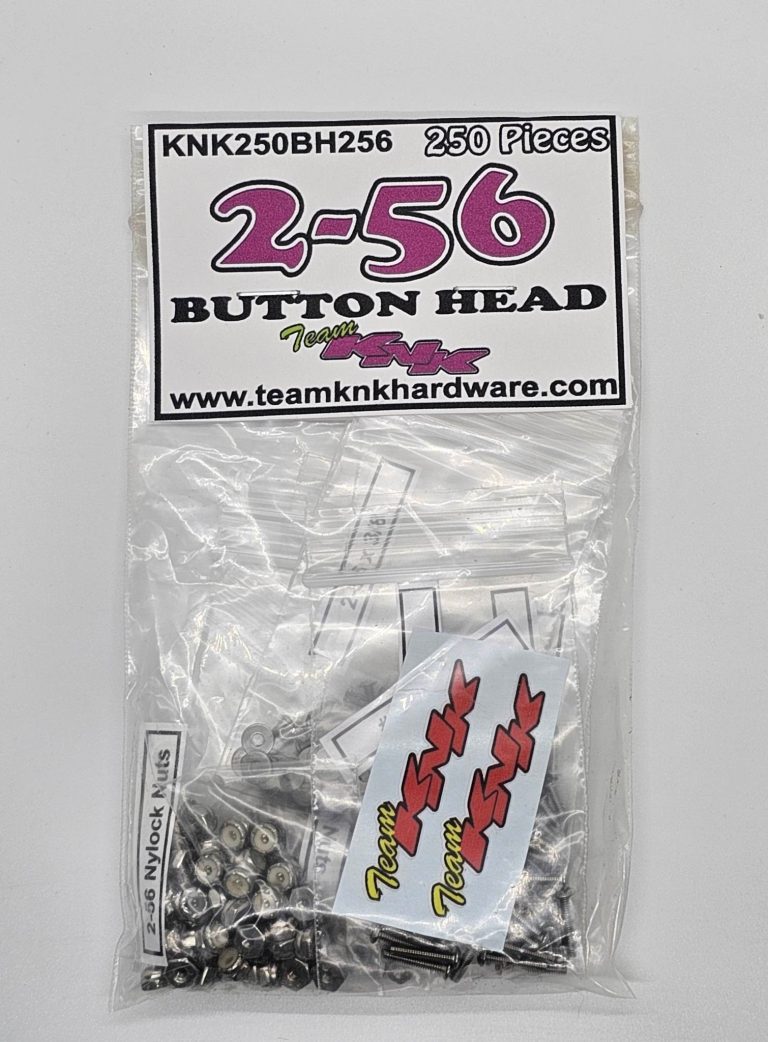 KNK250BH256 250 Pieces
2-56
BUTTON HEAD
Team KNK
www.teamknkhardware.com
Team KNK
Team KNK
2-56 Nylock Nuts